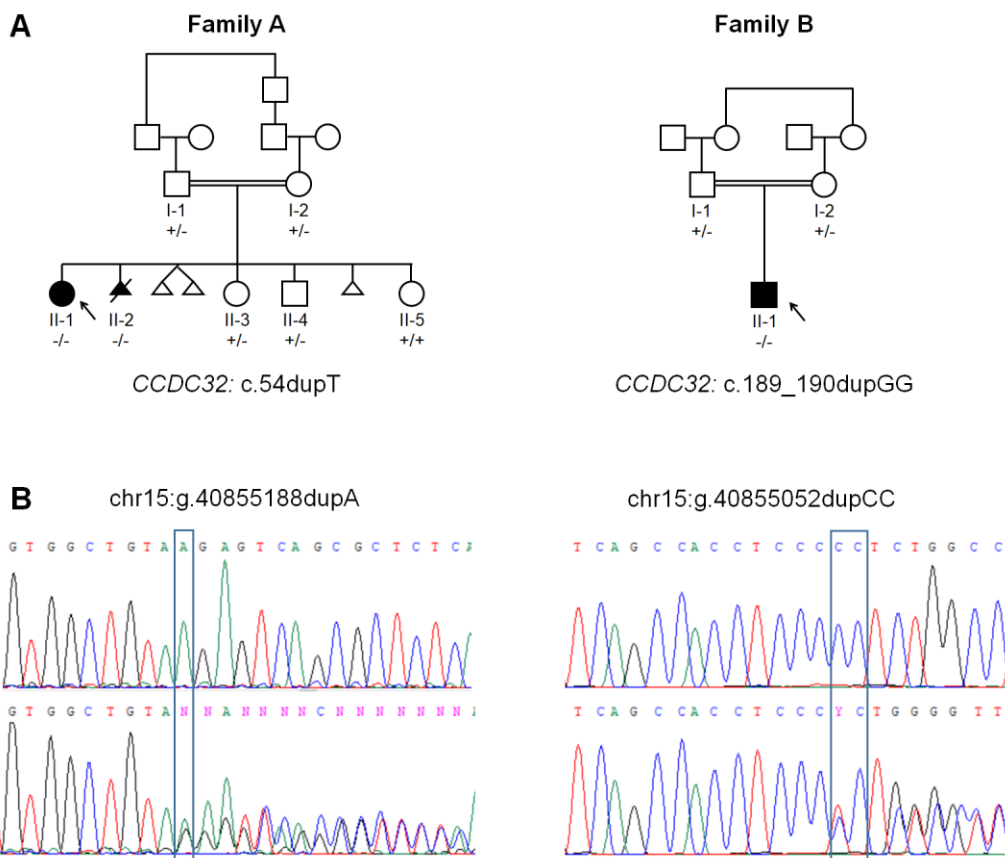 A
Family A
Family B
I-1
+/-
I-2
+/-
I-1
+/-
I-2
+/-
II-1
-/-
II-2
-/-
II-3
+/-
II-4
+/-
II-5
+/+
II-1
-/-
CCDC32: c.54dupT
CCDC32: c.189_190dupGG
B
chr15:g.40855188dupA
chr15:g.40855052dupCC
G T G G C T G T A A G A G T C A G C G C T C T C A
T C A G C C A C C T C C C C C T C T G G C C
G T G G C T G T A N N A N N N N C N N N N N N N
T C A G C C A C C T C C C Y C T G G G G T T